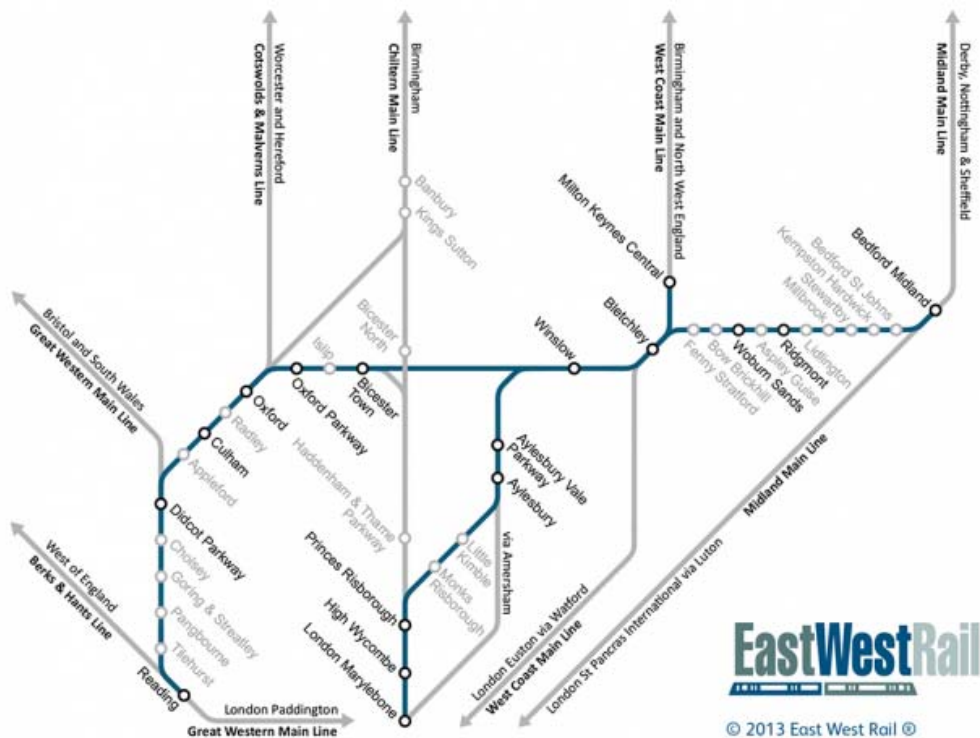 Worcester and Hereford
Cotswolds & Malverns Line
Birmingham
Chiltern Main Line
Birmingham and North West England
West Coast Main Line
Derby, Nottingham & Sheffield
Midland Main Line
Banbury
Kings Sutton
Milton Keynes Central
Bletchley
Bedford Midland
Bedford St Johns
Kempston Hardwick
Stewartby
Millbrook
Lidlington
Ridgmont
Aspley Guise
Woburn Sands
Bow Brickhill
Fenny Stratford
Winslow
Bicester
North
Islip
Bicester
Town
Oxford Parkway
Oxford
Radley
Culham
Appleford
Didcot Parkway
Cholsey
Goring & Streatley
Pangbourne
Tilehurst
Reading
Bristol and South Wales
Great Western Main Line
West of England
Berks & Hants Line
London Paddington
Great Western Main Line
Haddenham & Thame
Parkway
Princes Risborough
High Wycombe
London Marylebone
Aylesbury Vale
Parkway
Aylesbury
Little
Kimble
Monks
Risborough
via Amersham
London Euston via Watford
West Coast Main Line
London St Pancras International via Luton
Midland Main Line
EastWestRail
© 2013 East West Rail ®